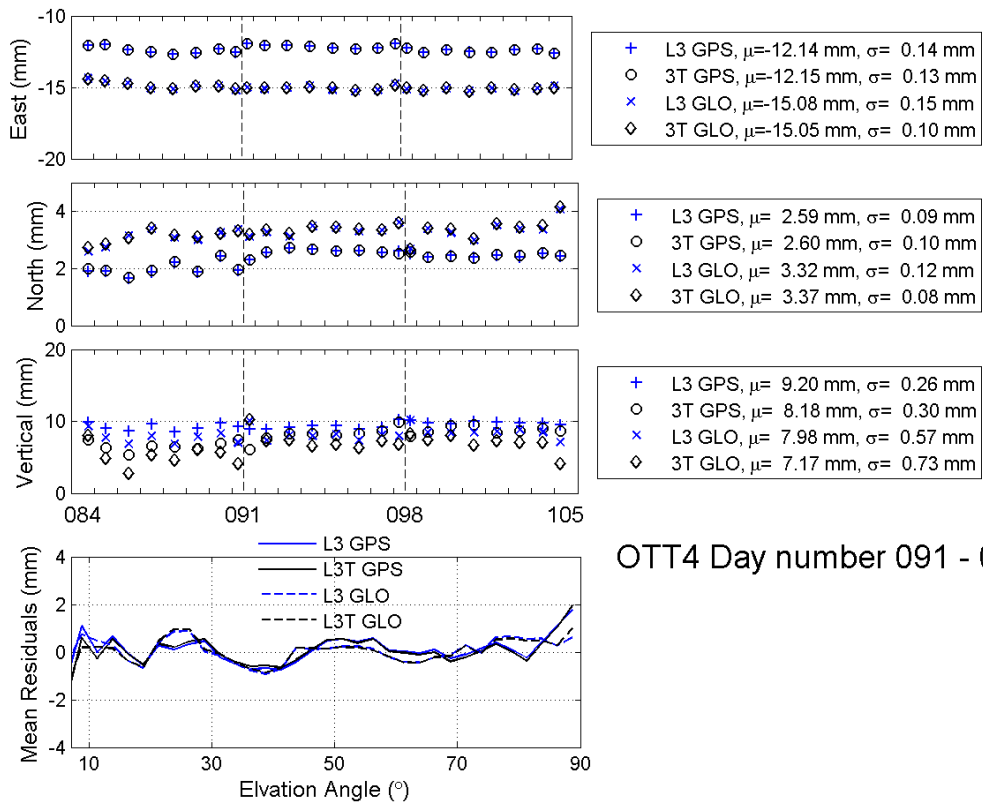 -10
-15
-20
East (mm)
L3 GPS, μ=-12.14 mm, σ= 0.14 mm
3T GPS, μ=-12.15 mm, σ= 0.13 mm
L3 GLO, μ=-15.08 mm, σ= 0.15 mm
3T GLO, μ=-15.05 mm, σ= 0.10 mm
4
2
0
North (mm)
L3 GPS, μ= 2.59 mm, σ= 0.09 mm
3T GPS, μ= 2.60 mm, σ= 0.10 mm
L3 GLO, μ= 3.32 mm, σ= 0.12 mm
3T GLO, μ= 3.37 mm, σ= 0.08 mm
20
10
0
Vertical (mm)
084 091 098 105
L3 GPS, μ= 9.20 mm, σ= 0.26 mm
3T GPS, μ= 8.18 mm, σ= 0.30 mm
L3 GLO, μ= 7.98 mm, σ= 0.57 mm
3T GLO, μ= 7.17 mm, σ= 0.73 mm
L3 GPS
L3T GPS
L3 GLO
L3T GLO
OTT4 Day number 091 -
4
2
0
-2
-4
Mean Residuals (mm)
10 30 50 70 90
Elvation Angle (°)